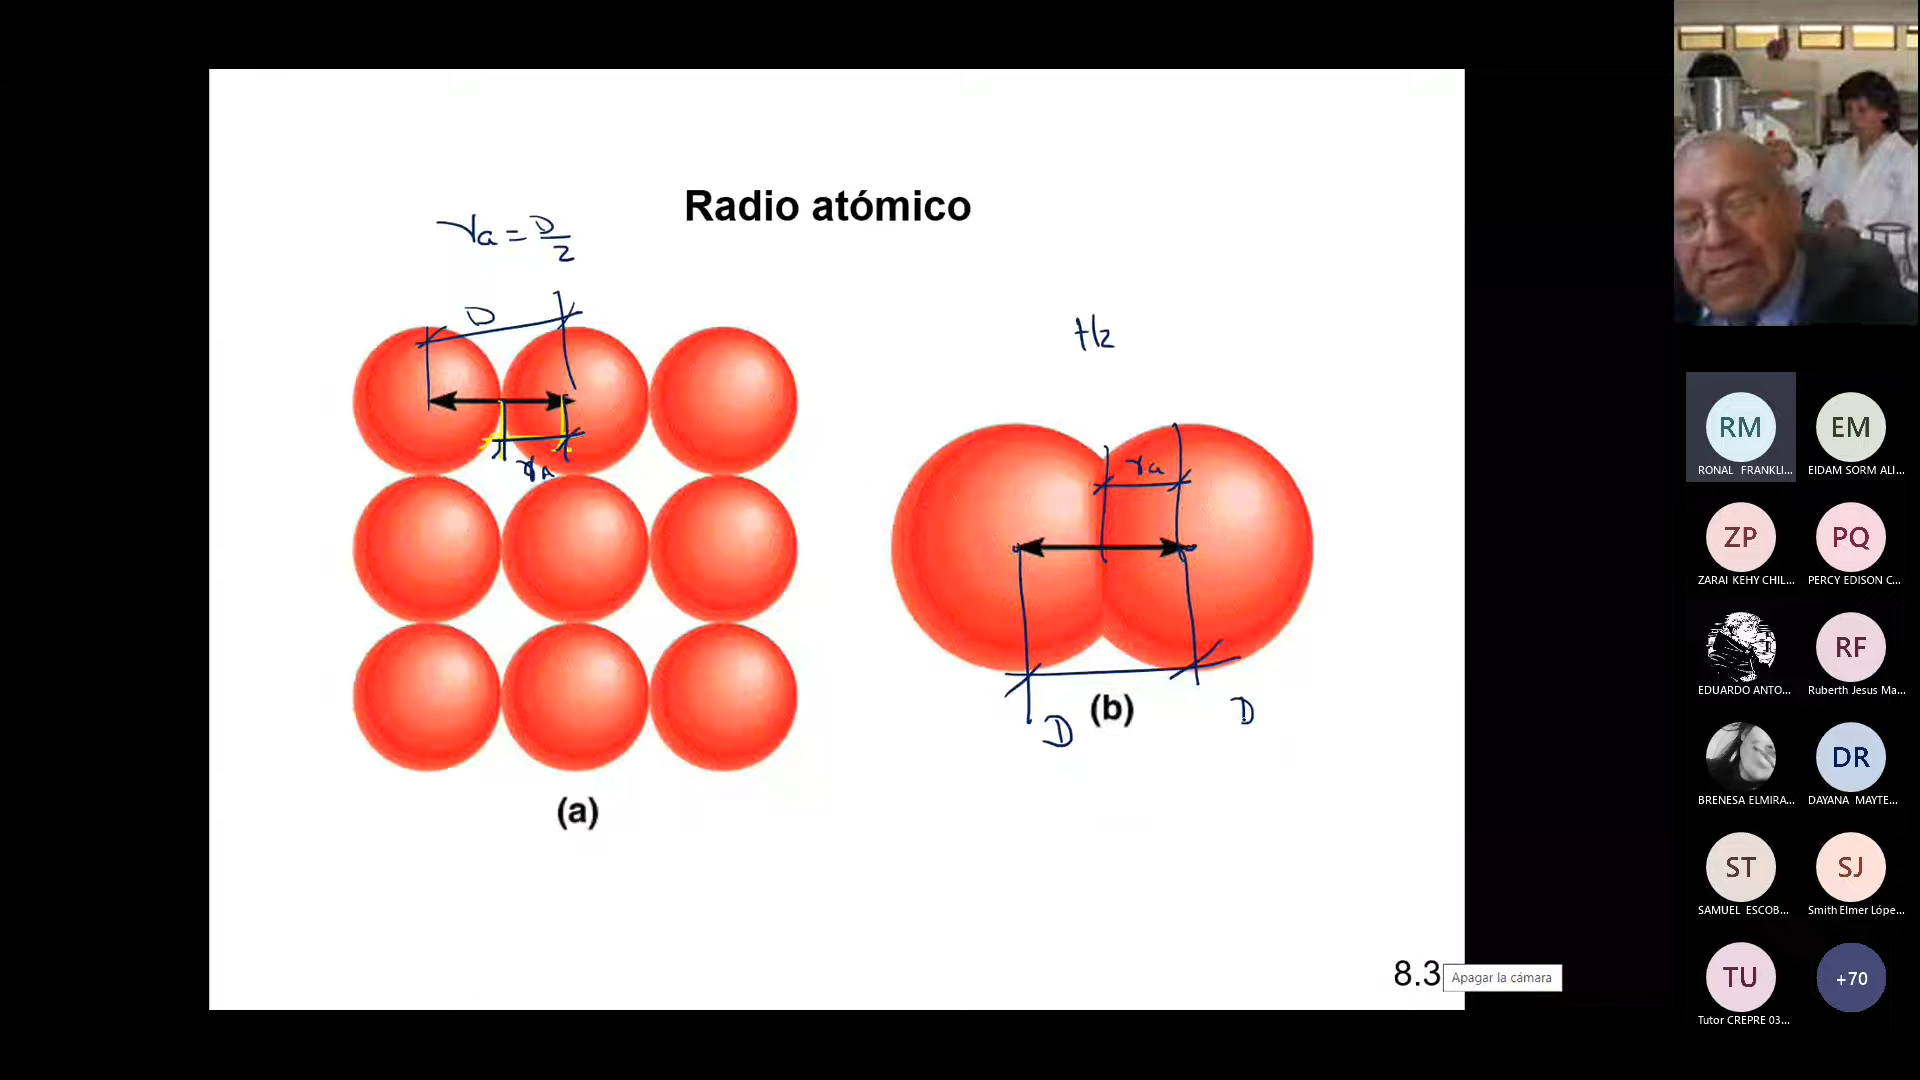 Radio atómico
ra = D/2
D
ra
H2
ra
(b)
D
D
(a)
8.3
Apagar la cámara
RM
RONAL FRANKLI...
EM
EIDAM SORM ALI...
ZP
ZARAI KEHY CHIL...
PQ
PERCY EDISON C...
EDUARDO ANTO...
RF
Ruberth Jesus Ma...
BRENESA ELMIRA...
DR
DAYANA MAYTE...
ST
SAMUEL ESCOB...
SJ
Smith Elmer Lópe...
TU
Tutor CREPRE 03...
+70